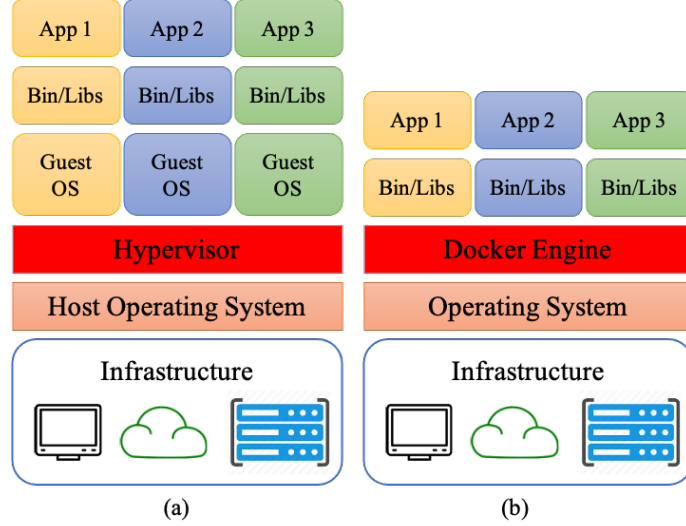 App 1
App 2
App 3
Bin/Libs
Bin/Libs
Bin/Libs
Guest
OS
Guest
OS
Guest
OS
Hypervisor
Host Operating System
Infrastructure
(a)
App 1
App 2
App 3
Bin/Libs
Bin/Libs
Bin/Libs
Docker Engine
Operating System
Infrastructure
(b)